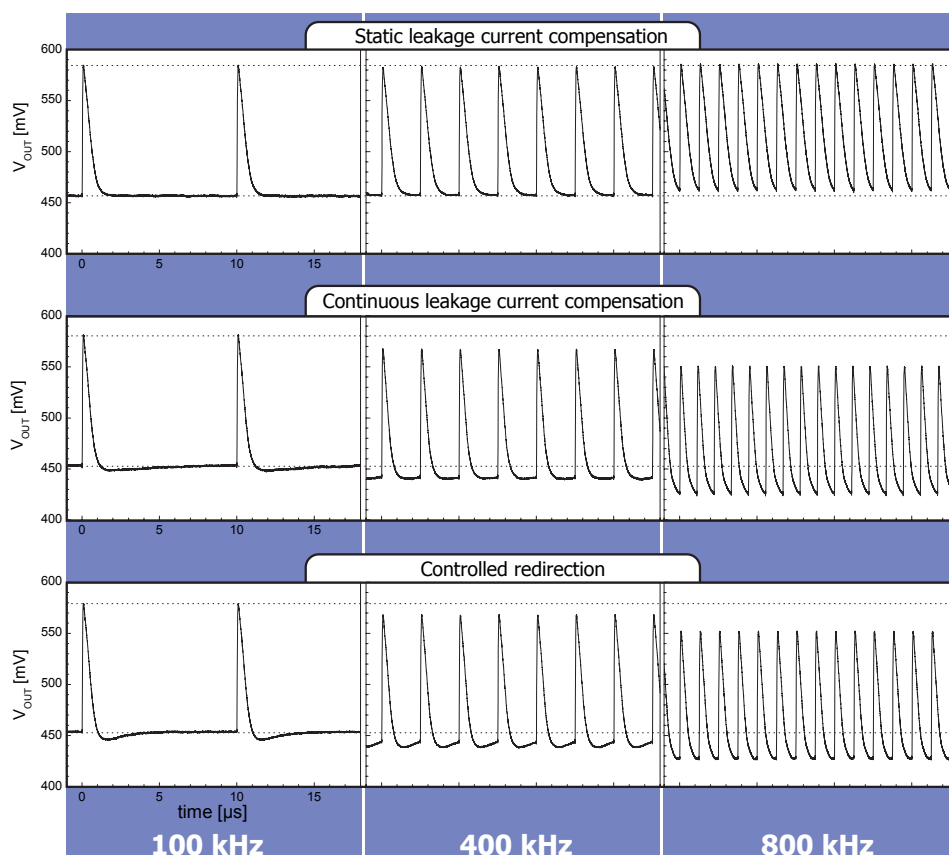 Static leakage current compensation
600
550
500
450
400
V_OUT [mV]
0 5 10 15
Continuous leakage current compensation
600
550
500
450
400
V_OUT [mV]
0 5 10 15
Controlled redirection
600
550
500
450
400
V_OUT [mV]
0 5 10 15
time [µs]
100 kHz 400 kHz 800 kHz